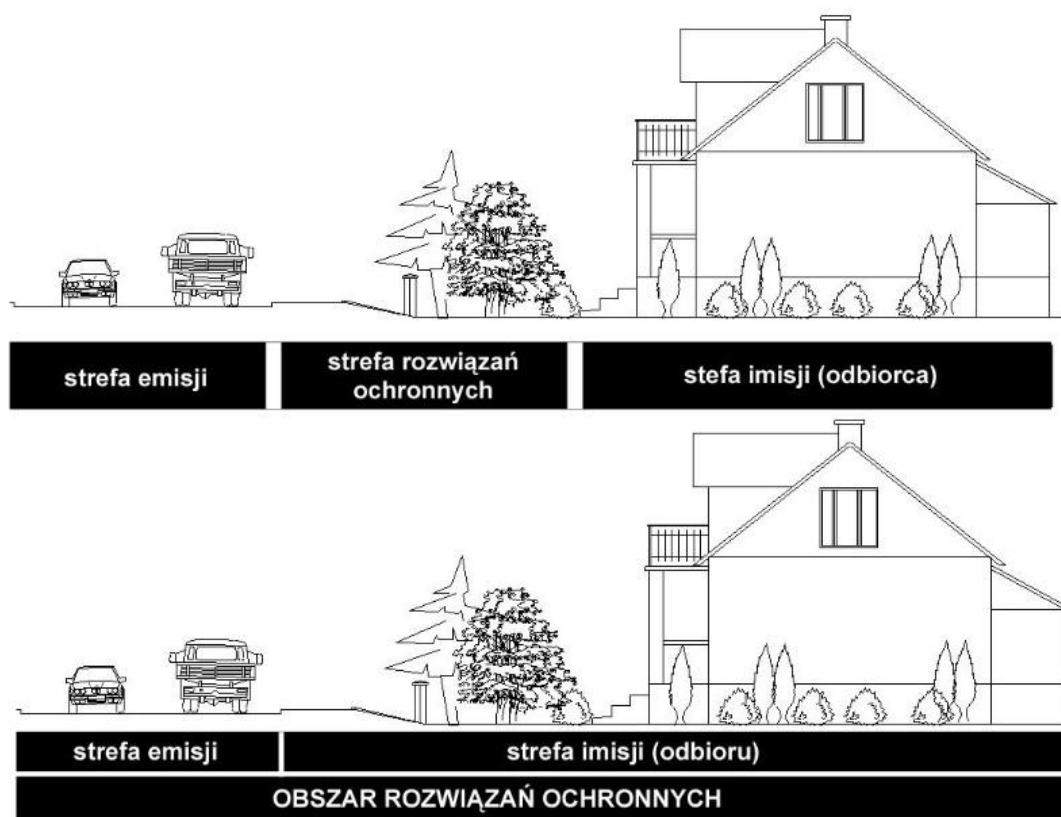 strefa emisji
strefa rozwiązań
ochronnych
stefa imisji (odbiorca)
strefa emisji
strefa imisji (odbioru)
OBSZAR ROZWIĄZAŃ OCHRONNYCH